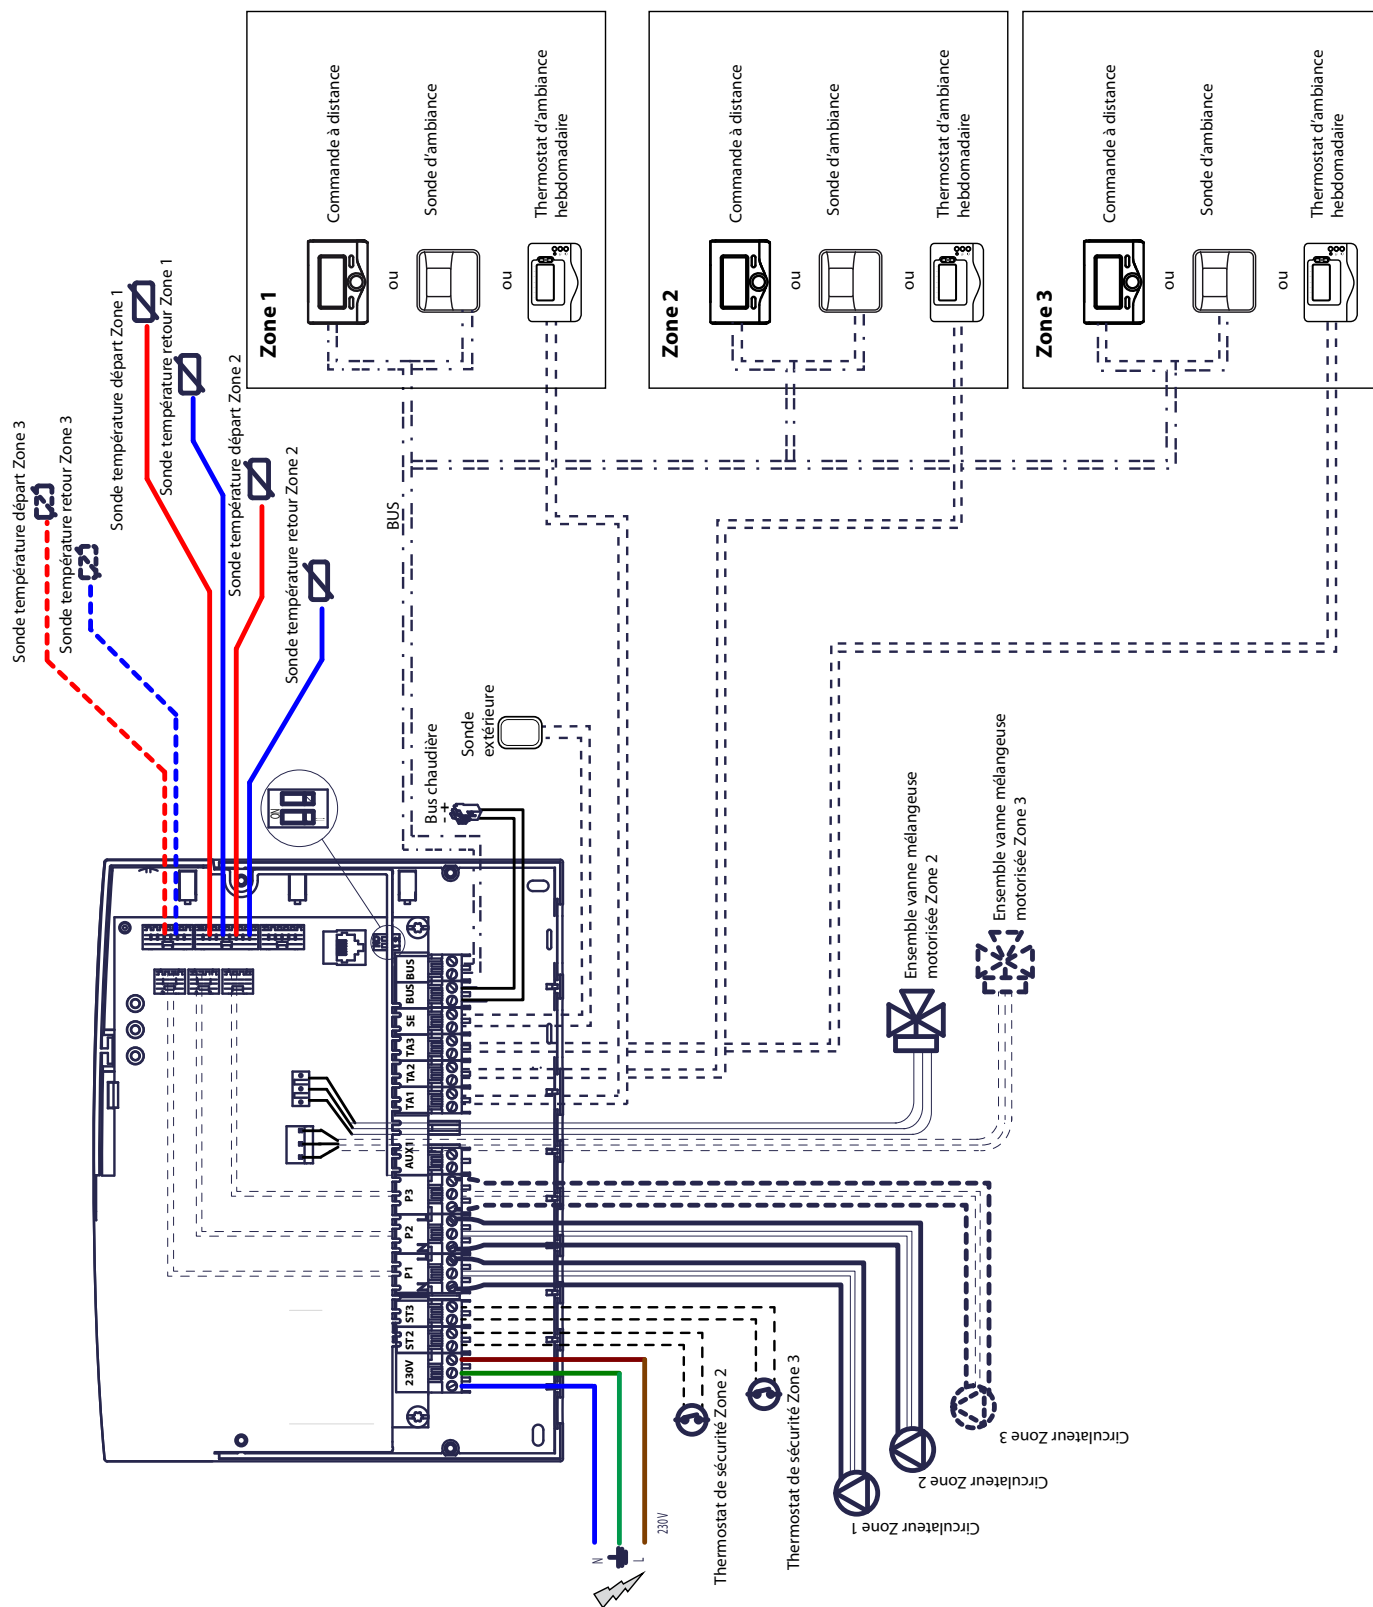 Sonde température départ Zone 3
Sonde température retour Zone 3
Sonde température départ Zone 1
Sonde température retour Zone 1
Sonde température départ Zone 2
Sonde température retour Zone 2
Zone 1
Commande à distance
ou
Sonde d'ambiance
ou
Thermostat d'ambiance
hebdomadaire
Zone 2
Commande à distance
ou
Sonde d'ambiance
ou
Thermostat d'ambiance
hebdomadaire
Zone 3
Commande à distance
ou
Sonde d'ambiance
ou
Thermostat d'ambiance
hebdomadaire
BUS
Bus chaudière
- +
Sonde
extérieure
ON
Ensemble vanne mélangeuse
motorisée Zone 2
Ensemble vanne mélangeuse
motorisée Zone 3
230V
ST2
ST3
P1
P2
P3
AUX1
TA1
TA2
TA3
SE
BUS
BUS
N
L
N
L
N
L
230V
Thermostat de sécurité Zone 2
Thermostat de sécurité Zone 3
Circulateur Zone 1
Circulateur Zone 2
Circulateur Zone 3